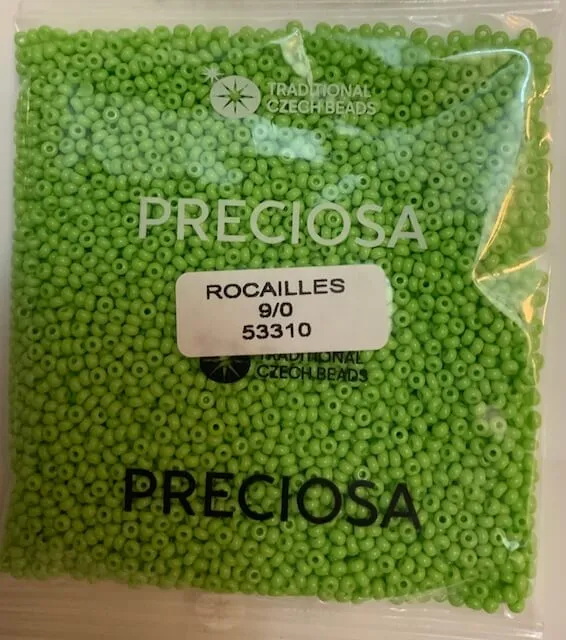 TRADITIONAL
CZECH BEADS
PRECIOSA
ROCAILLES
9/0
53310
TRADITIONAL
CZECH BEADS
PRECIOSA